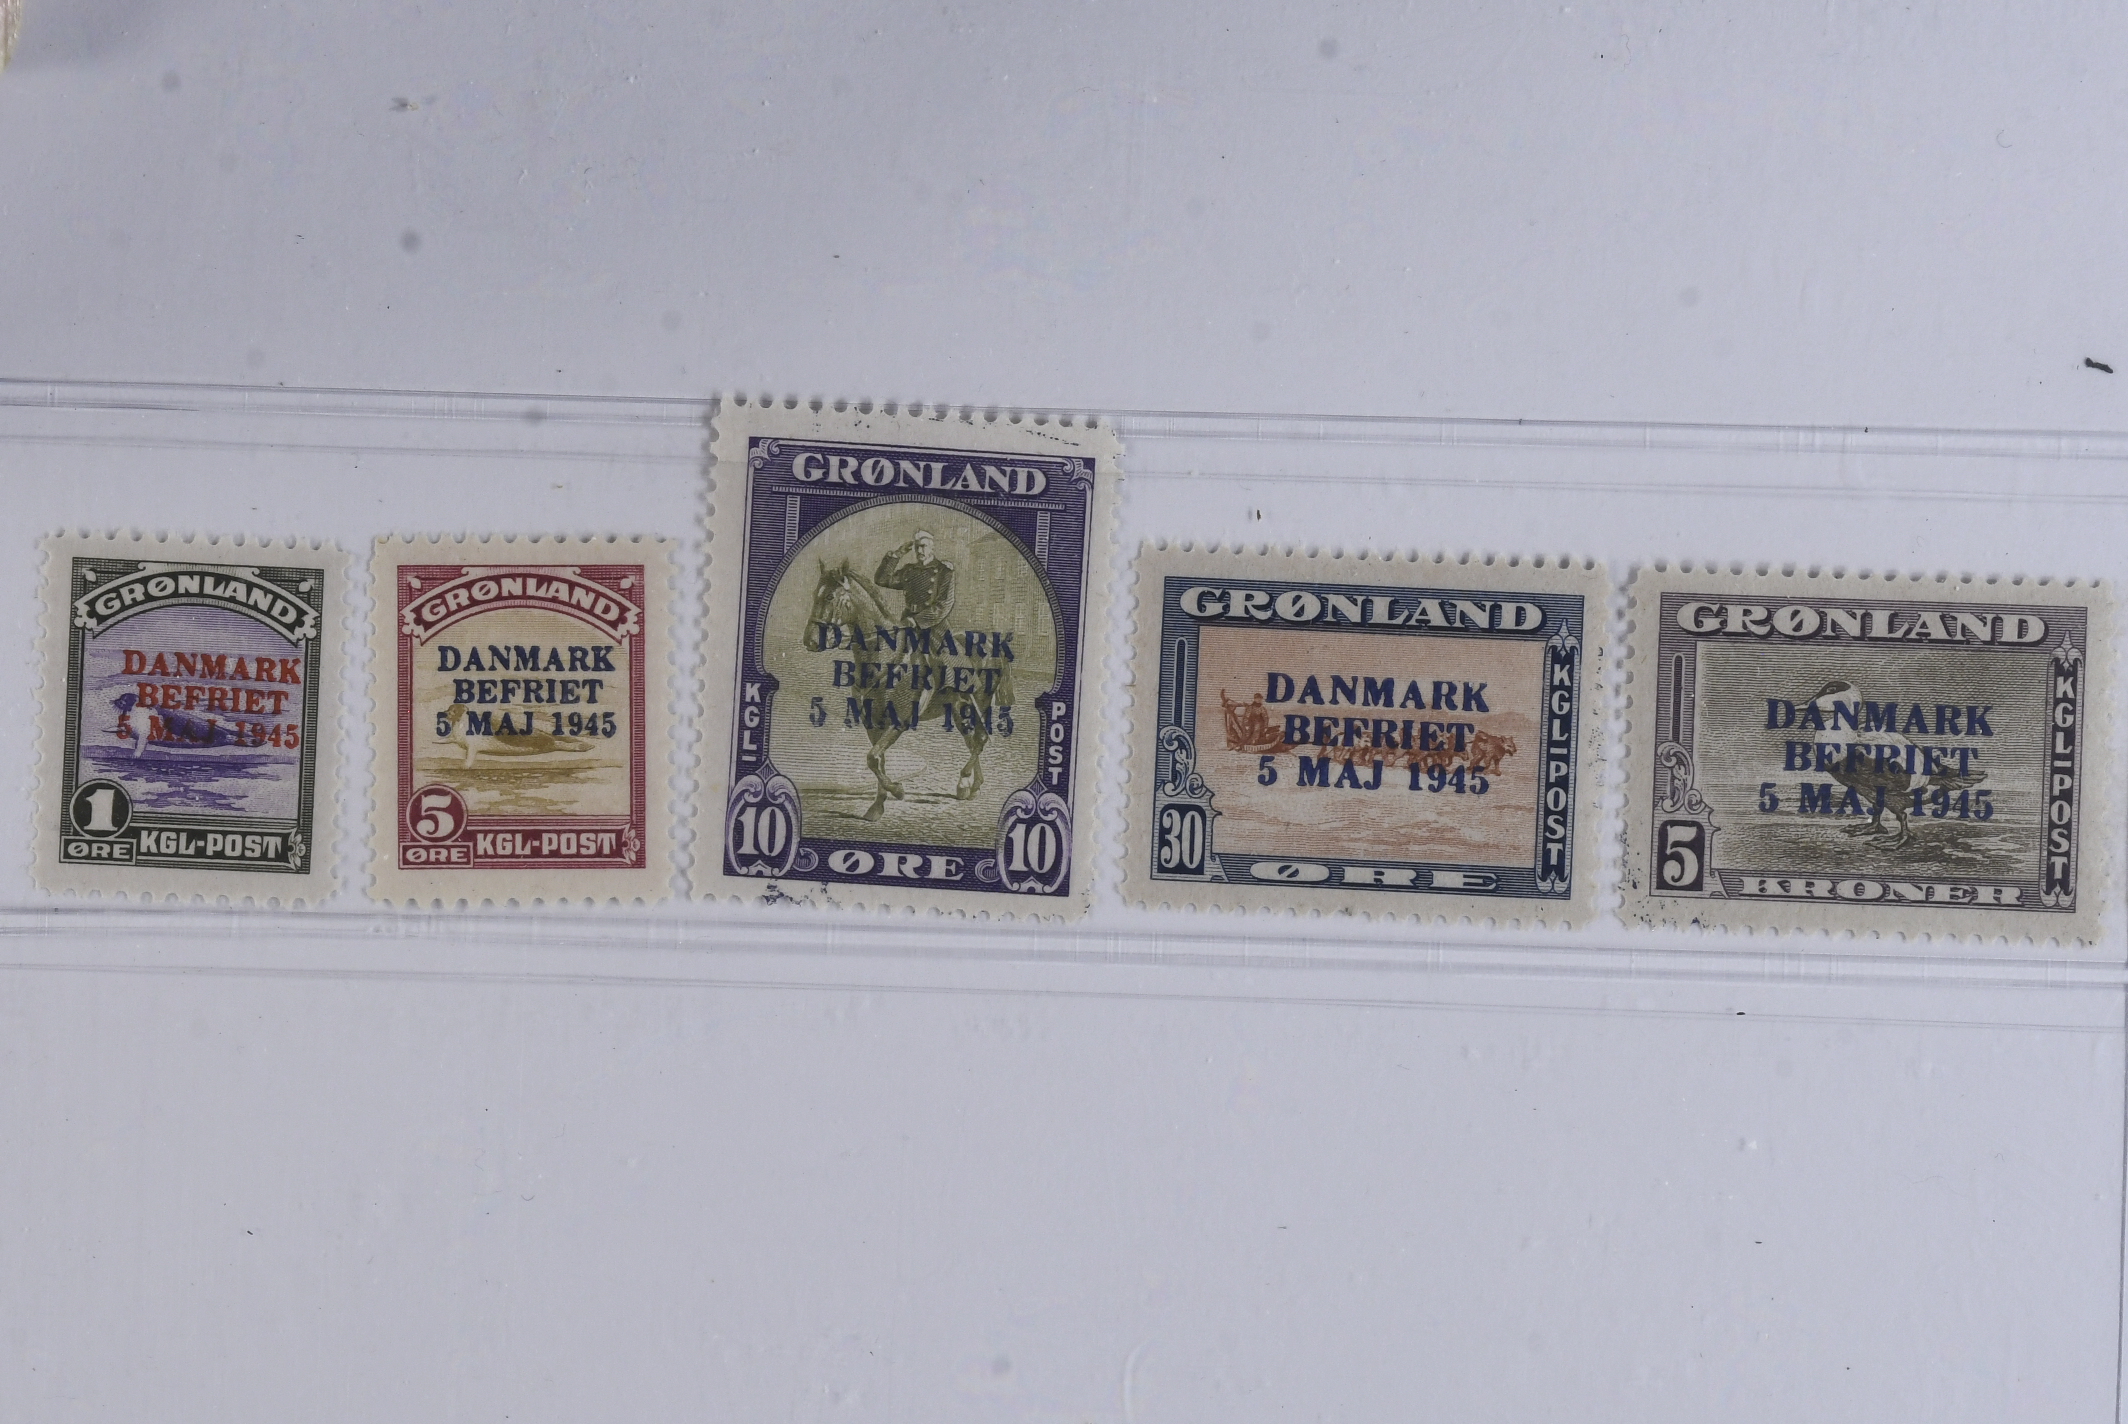 GRØNLAND
DANMARK
BEFRIET
5 MAJ 1945
1
ØRE KGL-POST
GRØNLAND
DANMARK
BEFRIET
5 MAJ 1945
5
ØRE KGL-POST
GRØNLAND
DANMARK
BEFRIET
5 MAJ 1945
KGL- POST
10 ØRE 10
GRØNLAND
DANMARK
BEFRIET
5 MAJ 1945
KGL-POST
30
ØRE
GRØNLAND
DANMARK
BEFRIET
5 MAJ 1945
KGL-POST
5
KRONER